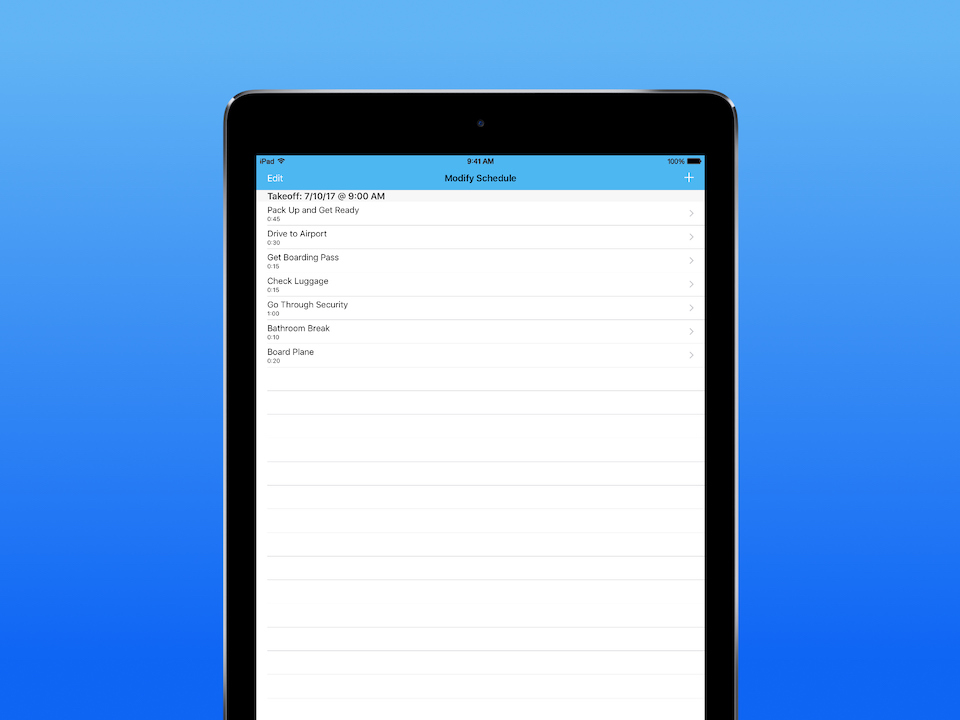 iPad 9:41 AM 100%
Edit Modify Schedule +
Takeoff: 7/10/17 @ 9:00 AM
Pack Up and Get Ready
0:45
Drive to Airport
0:30
Get Boarding Pass
0:15
Check Luggage
0:15
Go Through Security
1:00
Bathroom Break
0:10
Board Plane
0:20